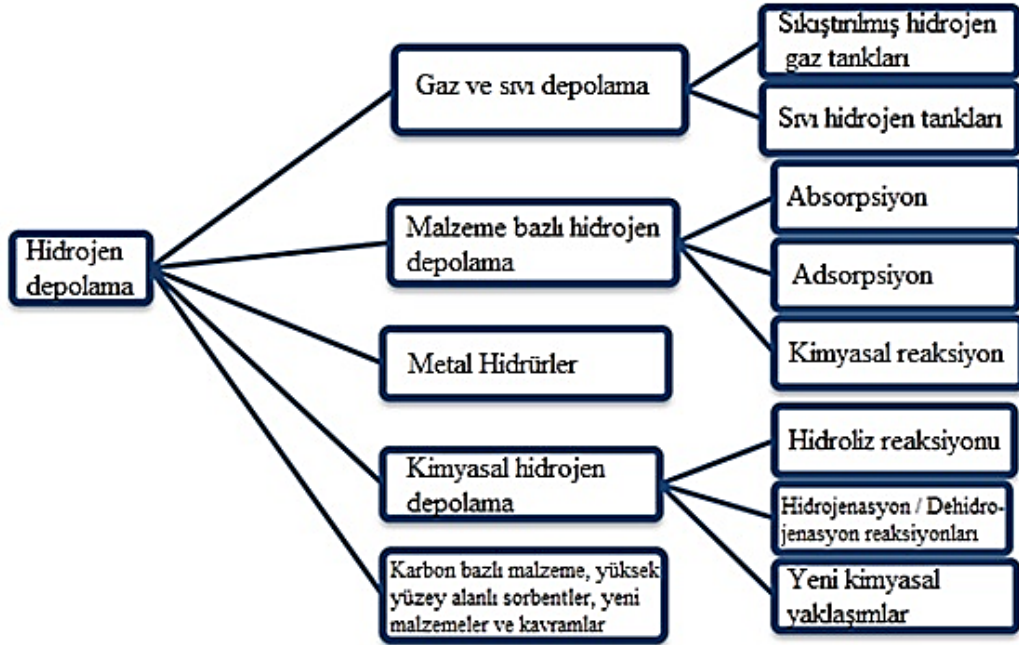 Hidrojen
depolama
Gaz ve sıvı depolama
Sıkıştırılmış hidrojen
gaz tankları
Sıvı hidrojen tankları
Malzeme bazlı hidrojen
depolama
Absorpsiyon
Adsorpsiyon
Kimyasal reaksiyon
Metal Hidrürler
Kimyasal hidrojen
depolama
Hidroliz reaksiyonu
Hidrojenasyon / Dehidro-
jenasyon reaksiyonları
Yeni kimyasal
yaklaşımlar
Karbon bazlı malzeme, yüksek
yüzey alanlı sorbentler, yeni
malzemeler ve kavramlar